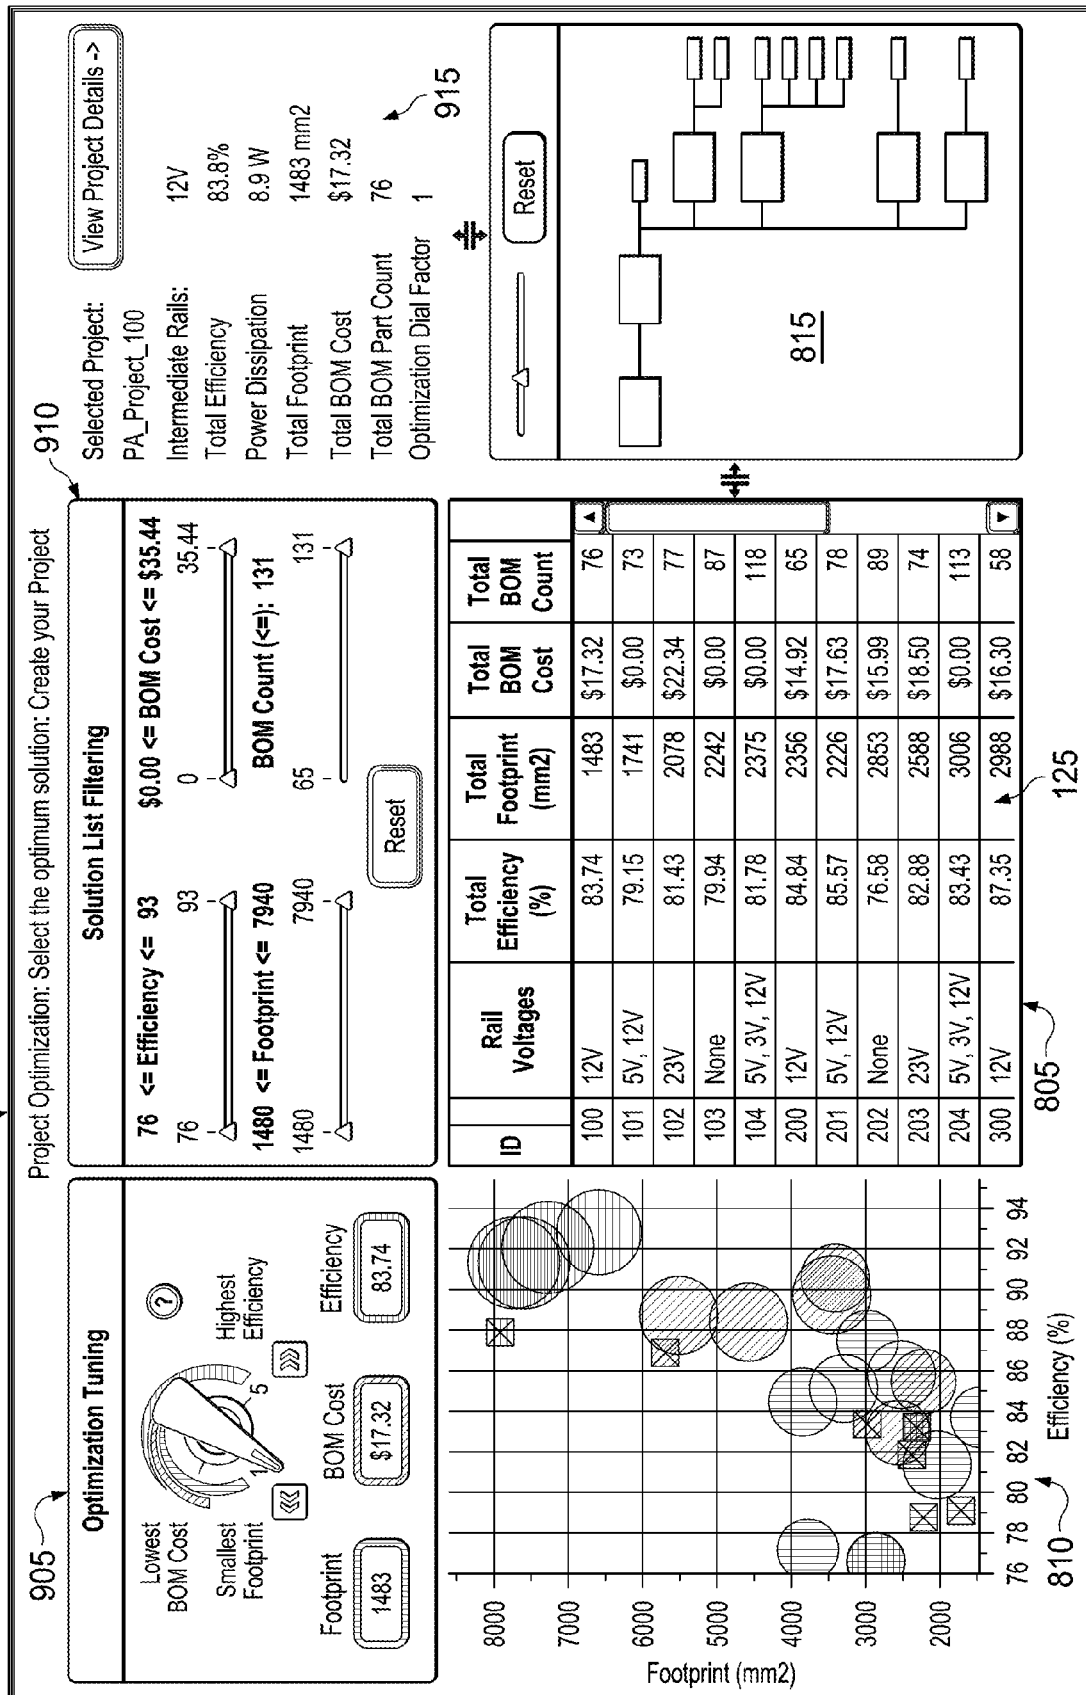 Project Optimization: Select the optimum solution: Create your Project
905
Optimization Tuning
Lowest
BOM Cost
Smallest
Footprint
?
Highest
Efficiency
1
5
<<<
>>>
Footprint
BOM Cost
Efficiency
1483
$17.32
83.74
910
Solution List Filtering
76 <= Efficiency <= 93
76
93
$0.00 <= BOM Cost <= $35.44
0
35.44
1480 <= Footprint <= 7940
1480
7940
BOM Count (<=): 131
65
131
Reset
Selected Project:
View Project Details ->
PA_Project_100
Intermediate Rails: 12V
Total Efficiency 83.8%
Power Dissipation 8.9 W
Total Footprint 1483 mm2
Total BOM Cost $17.32
Total BOM Part Count 76
Optimization Dial Factor 1
915
Footprint (mm2)
8000
7000
6000
5000
4000
3000
2000
76 78 80 82 84 86 88 90 92 94
Efficiency (%)
810
ID Rail Voltages Total Efficiency (%) Total Footprint (mm2) Total BOM Cost Total BOM Count
100 12V 83.74 1483 $17.32 76
101 5V, 12V 79.15 1741 $0.00 73
102 23V 81.43 2078 $22.34 77
103 None 79.94 2242 $0.00 87
104 5V, 3V, 12V 81.78 2375 $0.00 118
200 12V 84.84 2356 $14.92 65
201 5V, 12V 85.57 2226 $17.63 78
202 None 76.58 2853 $15.99 89
203 23V 82.88 2588 $18.50 74
204 5V, 3V, 12V 83.43 3006 $0.00 113
300 12V 87.35 2988 $16.30 58
805
125
Reset
815